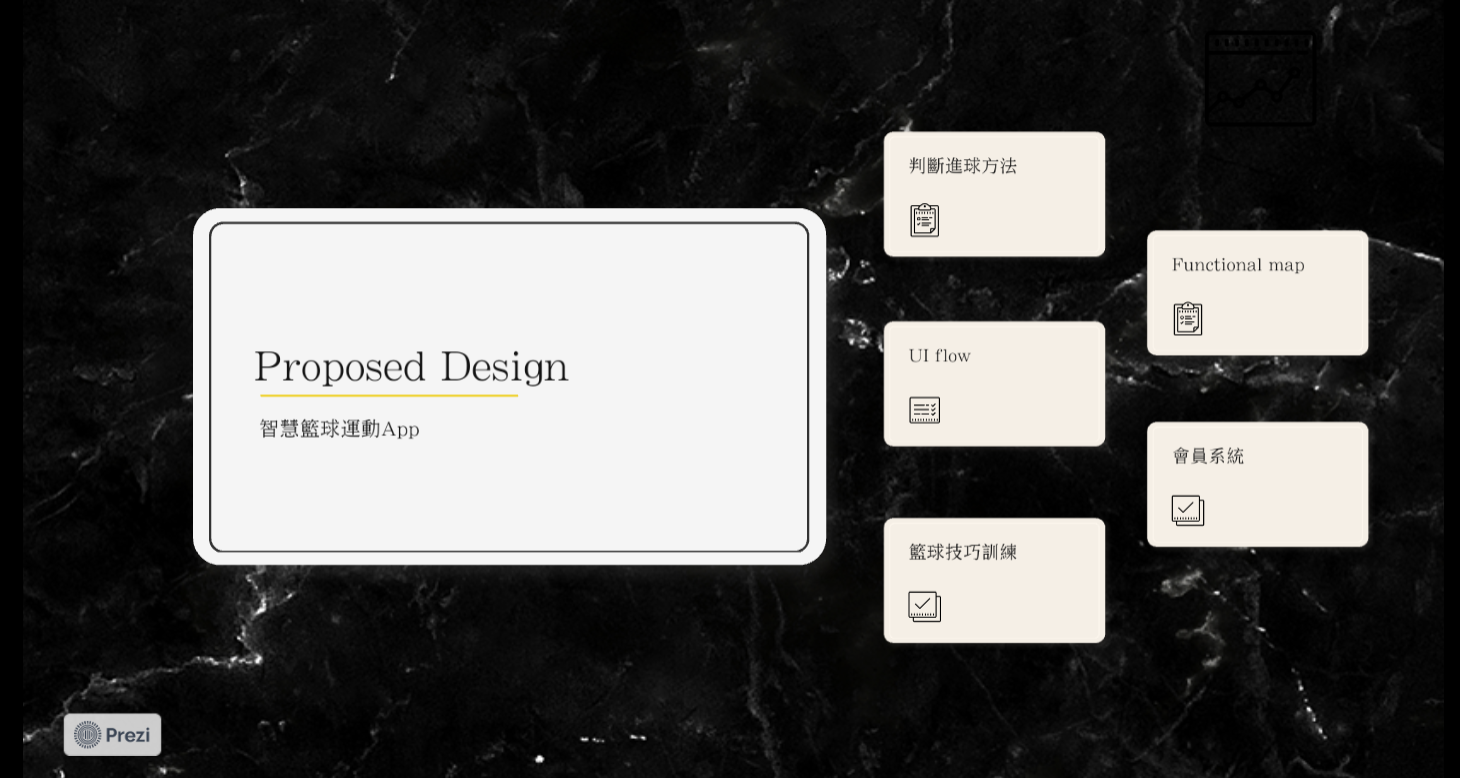 Proposed Design
智慧籃球運動App
判斷進球方法
Functional map
UI flow
會員系統
籃球技巧訓練
Prezi